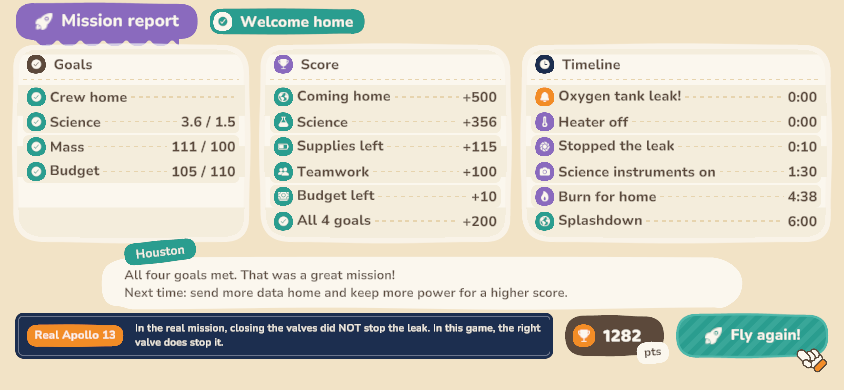 Mission report
Welcome home
Goals
Crew home
Science 3.6 / 1.5
Mass 111 / 100
Budget 105 / 110
Score
Coming home +500
Science +356
Supplies left +115
Teamwork +100
Budget left +10
All 4 goals +200
Timeline
Oxygen tank leak! 0:00
Heater off 0:00
Stopped the leak 0:10
Science instruments on 1:30
Burn for home 4:38
Splashdown 6:00
Houston
All four goals met. That was a great mission!
Next time: send more data home and keep more power for a higher score.
Real Apollo 13
In the real mission, closing the valves did NOT stop the leak. In this game, the right
valve does stop it.
1282
pts
Fly again!